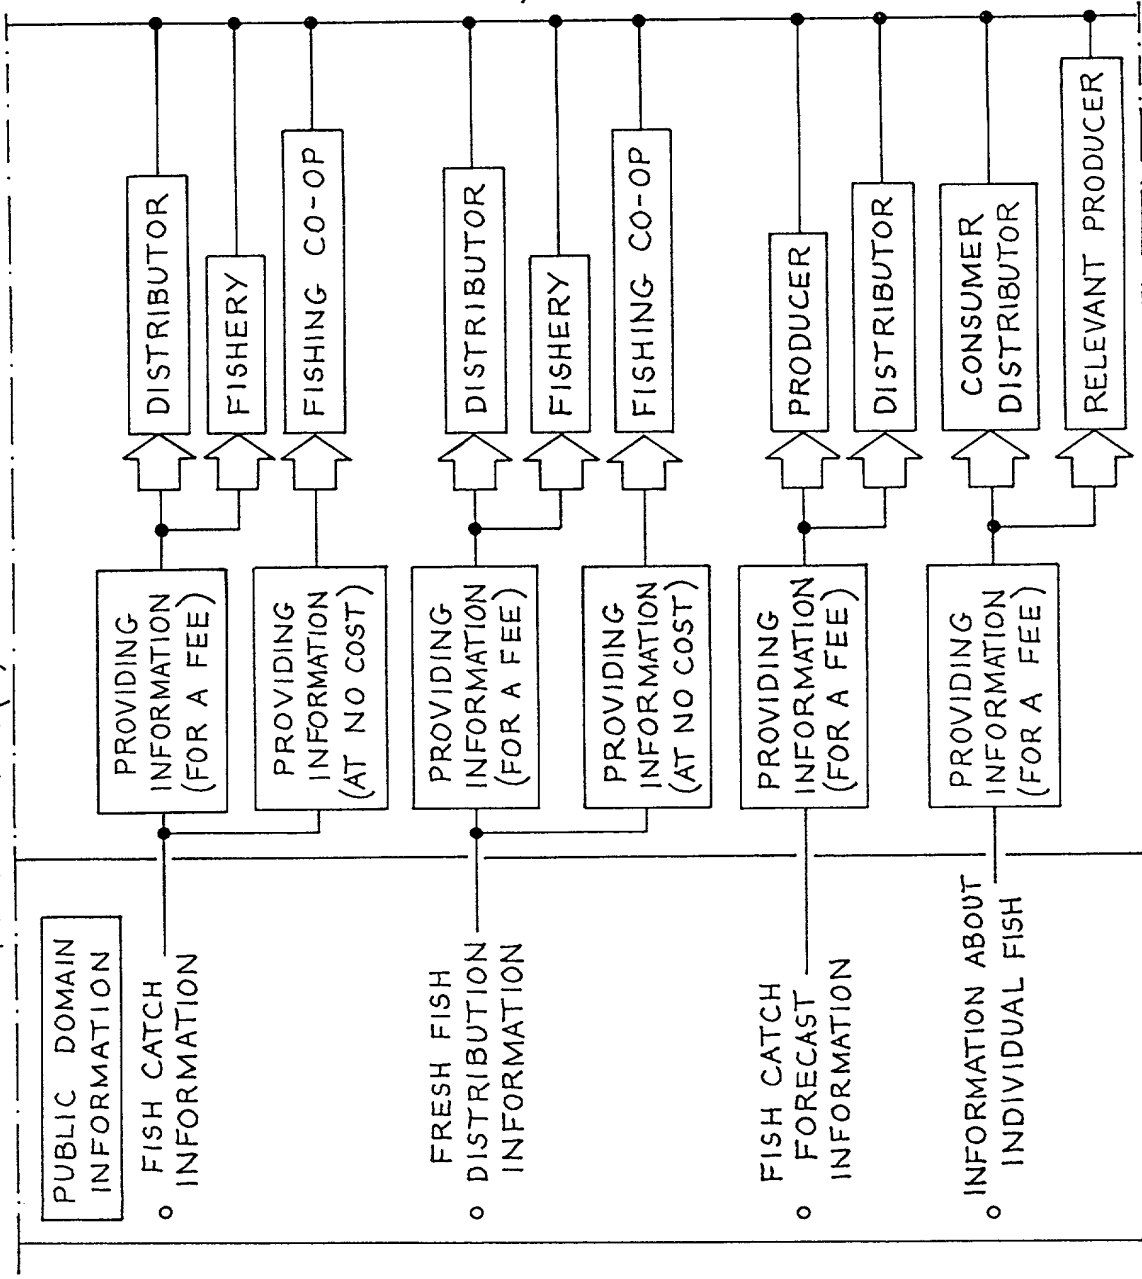 PUBLIC DOMAIN
INFORMATION
FISH CATCH
INFORMATION
PROVIDING
INFORMATION
(FOR A FEE)
DISTRIBUTOR
FISHERY
PROVIDING
INFORMATION
(AT NO COST)
FISHING CO-OP
FRESH FISH
DISTRIBUTION
INFORMATION
PROVIDING
INFORMATION
(FOR A FEE)
DISTRIBUTOR
FISHERY
PROVIDING
INFORMATION
(AT NO COST)
FISHING CO-OP
FISH CATCH
FORECAST
INFORMATION
PROVIDING
INFORMATION
(FOR A FEE)
PRODUCER
DISTRIBUTOR
INFORMATION ABOUT
INDIVIDUAL FISH
PROVIDING
INFORMATION
(FOR A FEE)
CONSUMER
DISTRIBUTOR
RELEVANT PRODUCER